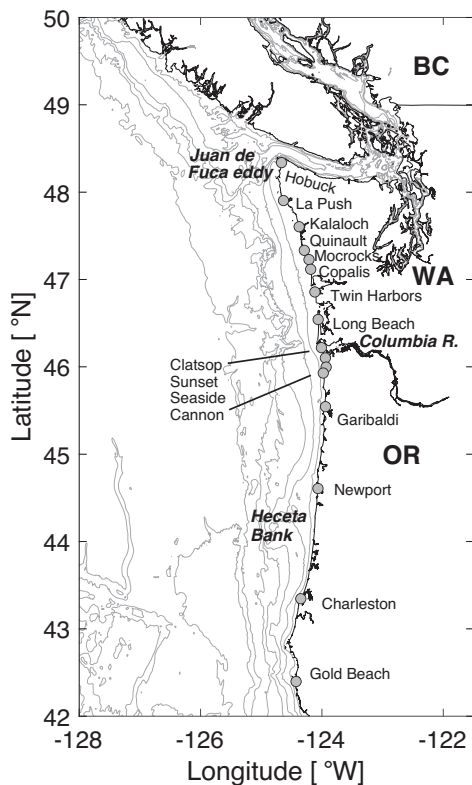 50
49
48
47
46
45
44
43
42
Latitude [ °N]
BC
Juan de
Fuca eddy
Hobuck
La Push
Kalaloch
Quinault
Mocrocks
Copalis
WA
Twin Harbors
Long Beach
Columbia R.
Clatsop
Sunset
Seaside
Cannon
Garibaldi
OR
Newport
Heceta
Bank
Charleston
Gold Beach
-128
-126
-124
-122
Longitude [ °W]